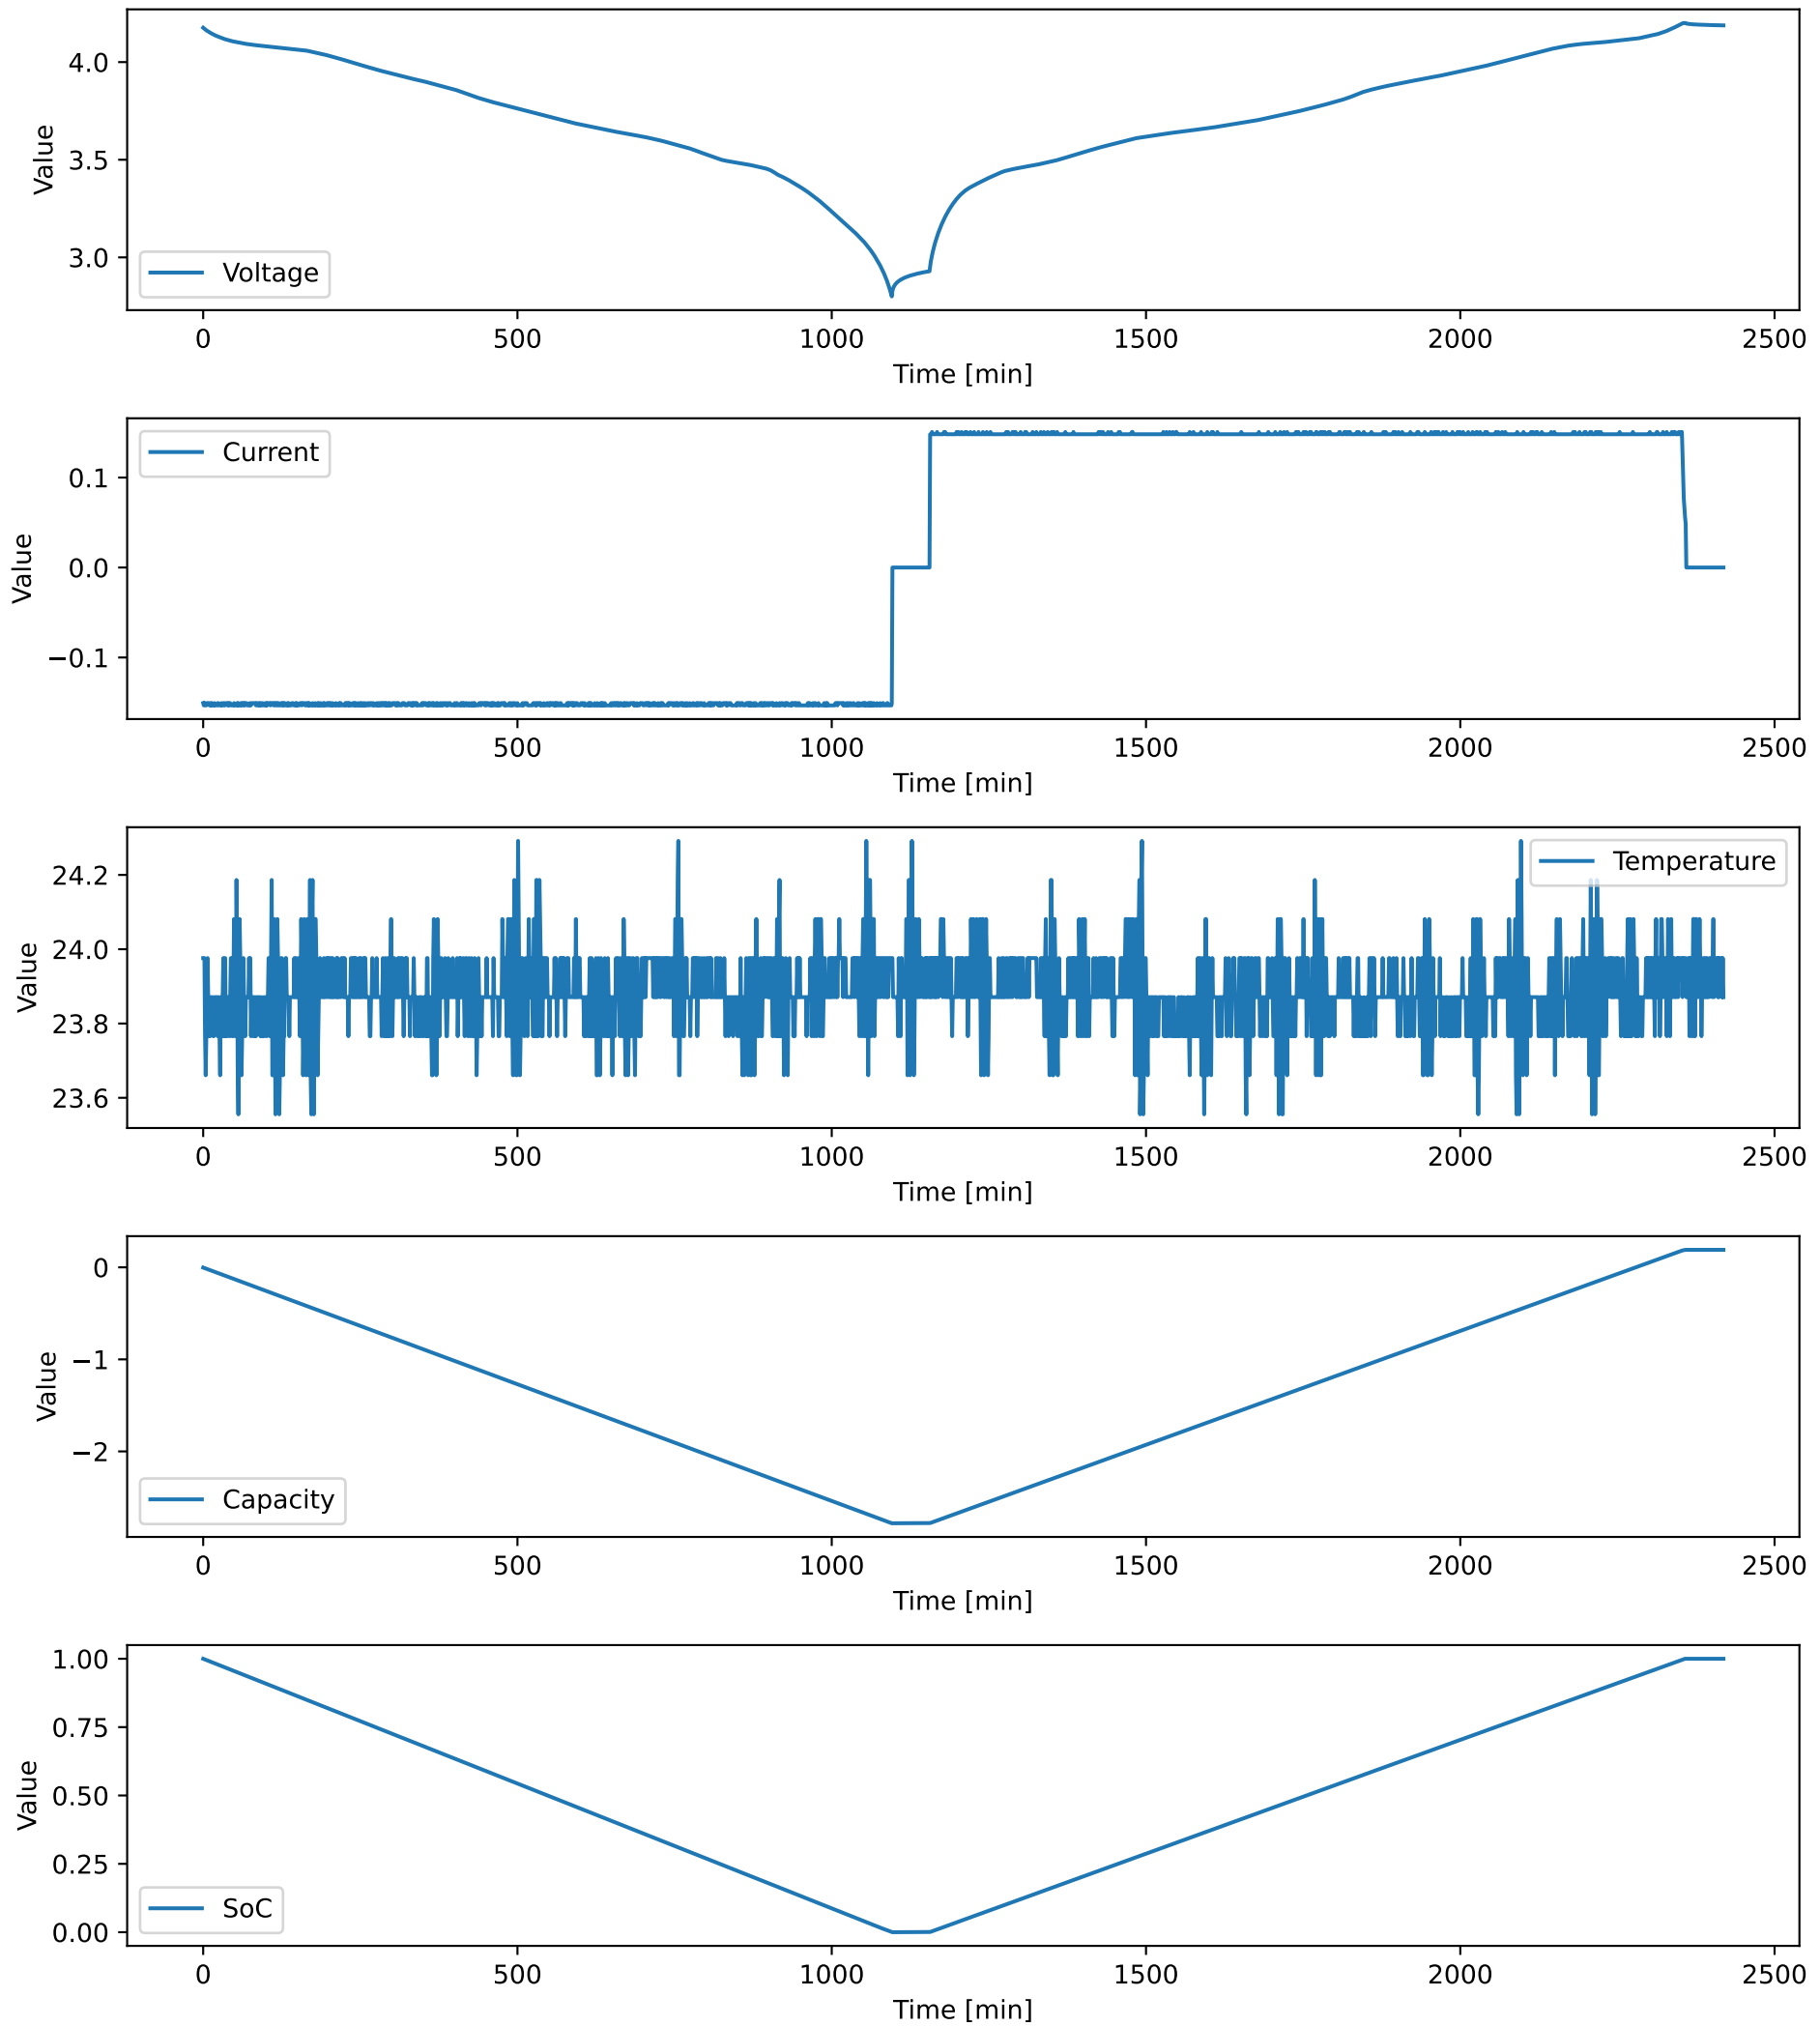 4.0
3.5
3.0
Value
Voltage
0 500 1000 1500 2000 2500
Time [min]
Current
0.1
0.0
−0.1
Value
0 500 1000 1500 2000 2500
Time [min]
Temperature
24.2
24.0
23.8
23.6
Value
0 500 1000 1500 2000 2500
Time [min]
0
−1
−2
Value
Capacity
0 500 1000 1500 2000 2500
Time [min]
1.00
0.75
0.50
0.25
0.00
Value
SoC
0 500 1000 1500 2000 2500
Time [min]